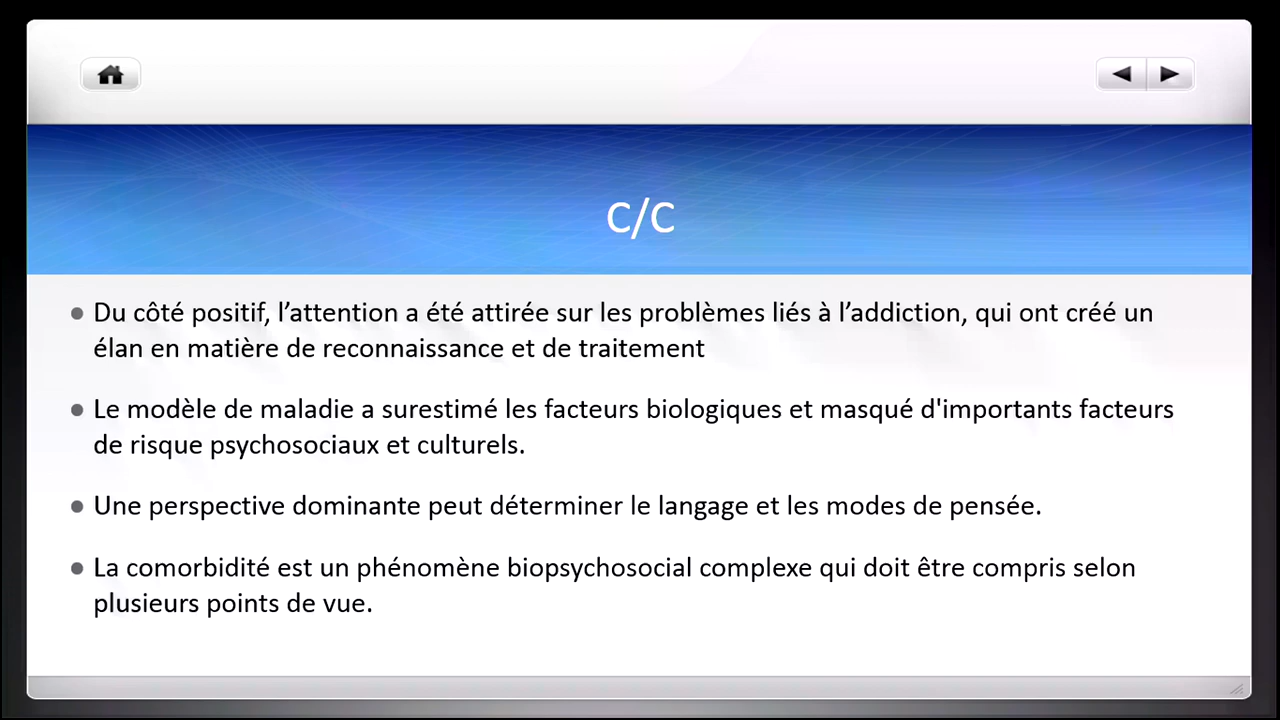 C/C
Du côté positif, l’attention a été attirée sur les problèmes liés à l’addiction, qui ont créé un
élan en matière de reconnaissance et de traitement
Le modèle de maladie a surestimé les facteurs biologiques et masqué d'importants facteurs
de risque psychosociaux et culturels.
Une perspective dominante peut déterminer le langage et les modes de pensée.
La comorbidité est un phénomène biopsychosocial complexe qui doit être compris selon
plusieurs points de vue.